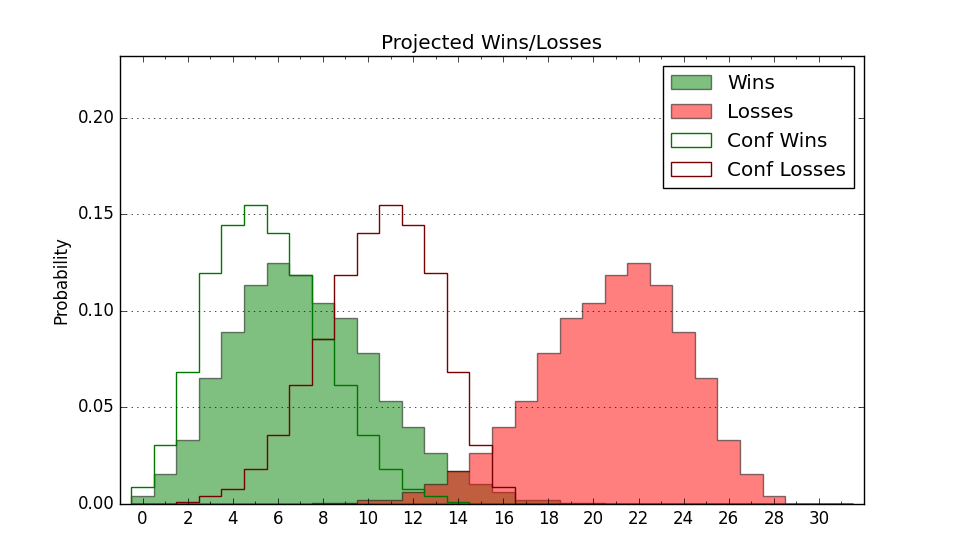 Projected Wins/Losses
Wins
Losses
Conf Wins
Conf Losses
Probability
0.20
0.15
0.10
0.05
0.00
0 2 4 6 8 10 12 14 16 18 20 22 24 26 28 30